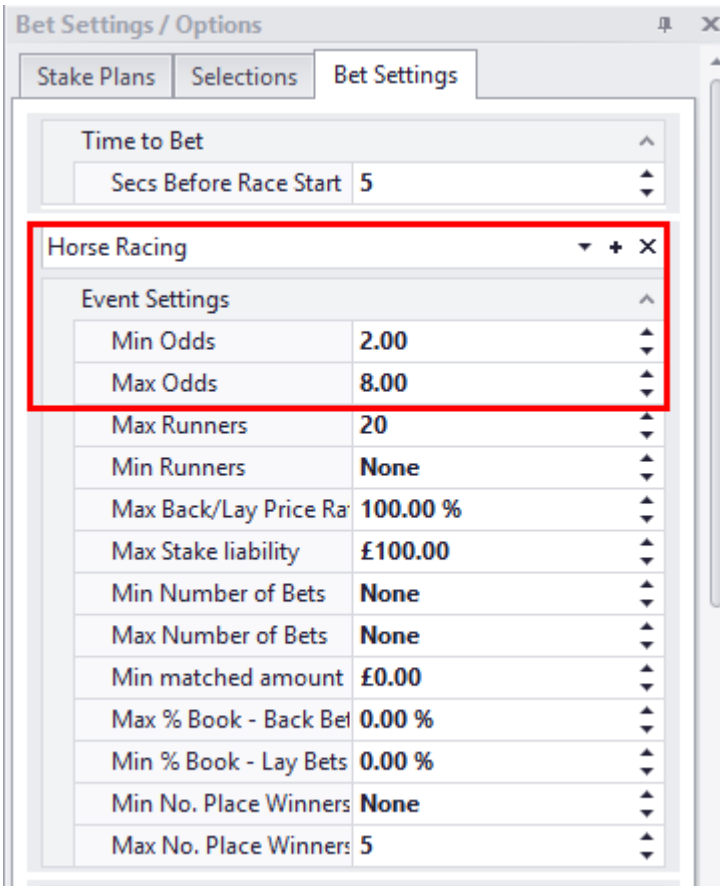 Bet Settings / Options
Stake Plans Selections Bet Settings
Time to Bet
Secs Before Race Start 5
Horse Racing
Event Settings
Min Odds 2.00
Max Odds 8.00
Max Runners 20
Min Runners None
Max Back/Lay Price Ra 100.00 %
Max Stake liability £100.00
Min Number of Bets None
Max Number of Bets None
Min matched amount £0.00
Max % Book - Back Bet 0.00 %
Min % Book - Lay Bets 0.00 %
Min No. Place Winners None
Max No. Place Winners 5